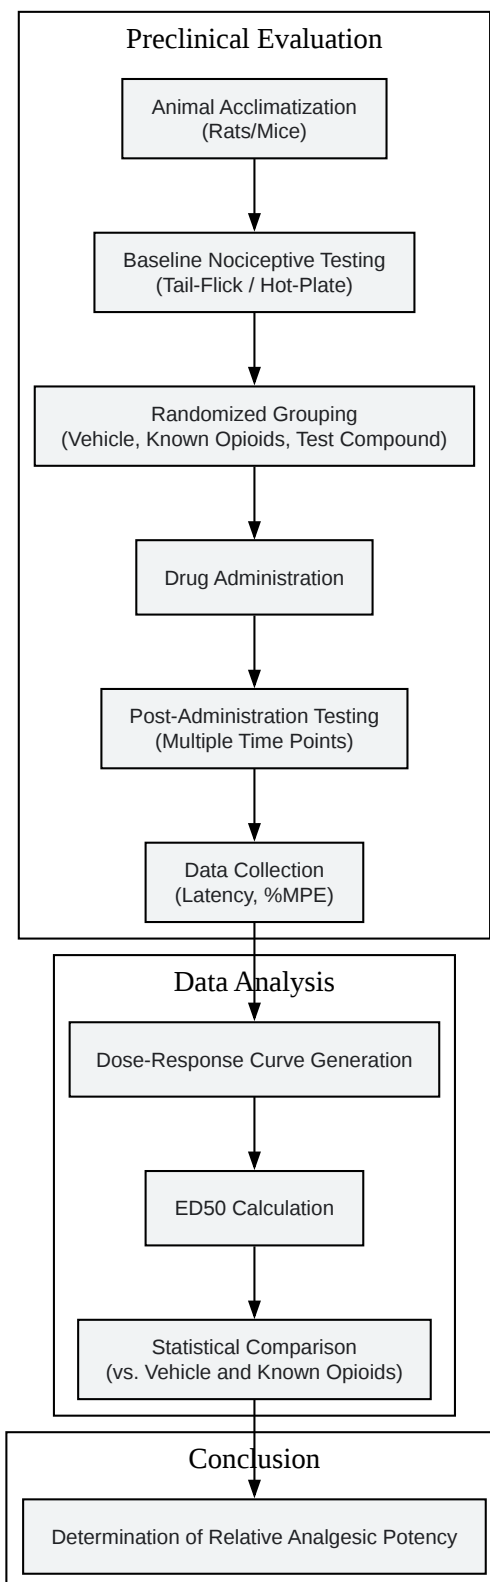 Preclinical Evaluation
Animal Acclimatization
(Rats/Mice)
Baseline Nociceptive Testing
(Tail-Flick / Hot-Plate)
Randomized Grouping
(Vehicle, Known Opioids, Test Compound)
Drug Administration
Post-Administration Testing
(Multiple Time Points)
Data Collection
(Latency, %MPE)
Data Analysis
Dose-Response Curve Generation
ED50 Calculation
Statistical Comparison
(vs. Vehicle and Known Opioids)
Conclusion
Determination of Relative Analgesic Potency